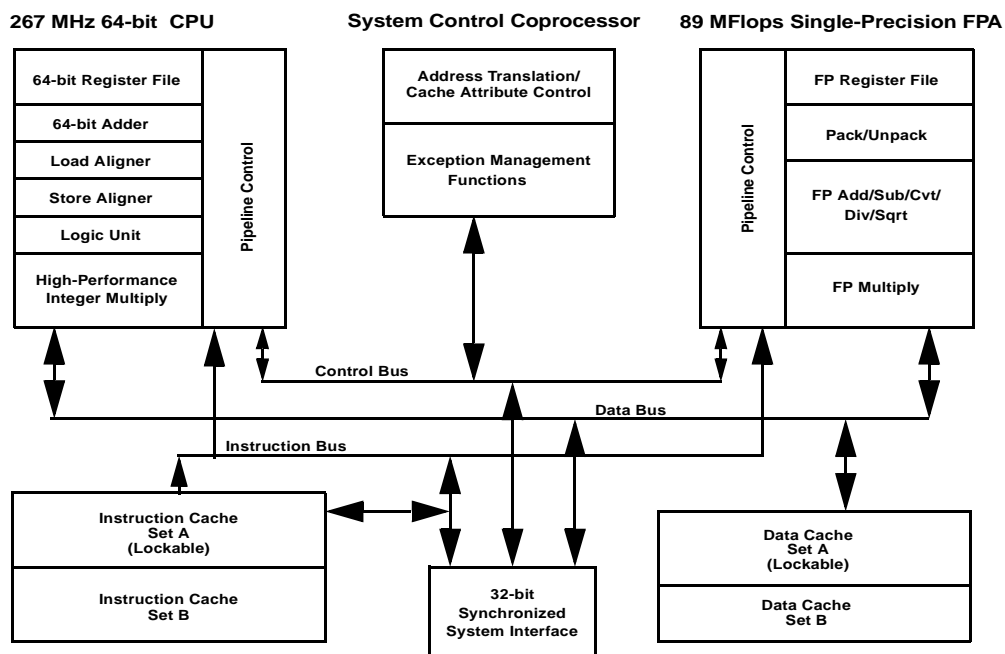 267 MHz 64-bit CPU
System Control Coprocessor
89 MFlops Single-Precision FPA
64-bit Register File
64-bit Adder
Load Aligner
Store Aligner
Logic Unit
High-Performance
Integer Multiply
Pipeline Control
Address Translation/
Cache Attribute Control
Exception Management
Functions
Pipeline Control
FP Register File
Pack/Unpack
FP Add/Sub/Cvt/
Div/Sqrt
FP Multiply
Control Bus
Data Bus
Instruction Bus
Instruction Cache
Set A
(Lockable)
Instruction Cache
Set B
32-bit
Synchronized
System Interface
Data Cache
Set A
(Lockable)
Data Cache
Set B